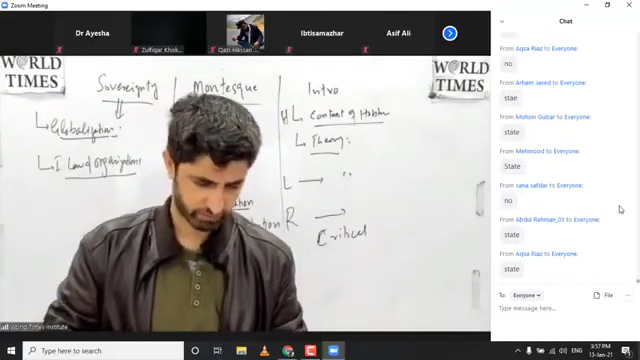 Zoom Meeting
Dr Ayesha
Zulfiqar Khok...
Qazi Hassan ...
Ibtisamazhar
Asif Ali
W@RLD
TIMES
W@RLD
TIMES
Sovereignty
Globalization
I Law & organizations
Montesque
Intro
H
Context of Hobbes
Theory
L
"
R
Critical
World Times Institute
Chat
From Aqsa Riaz to Everyone:
no
From Arham Javed to Everyone:
stae
From Mohsin Gulzar to Everyone:
state
From Mehmood to Everyone:
State
From sana safdar to Everyone:
no
From Abdul Rehman_03 to Everyone:
state
From Aqsa Riaz to Everyone:
state
To: Everyone
File
Type message here...
Type here to search
3:57 PM
13-Jan-21